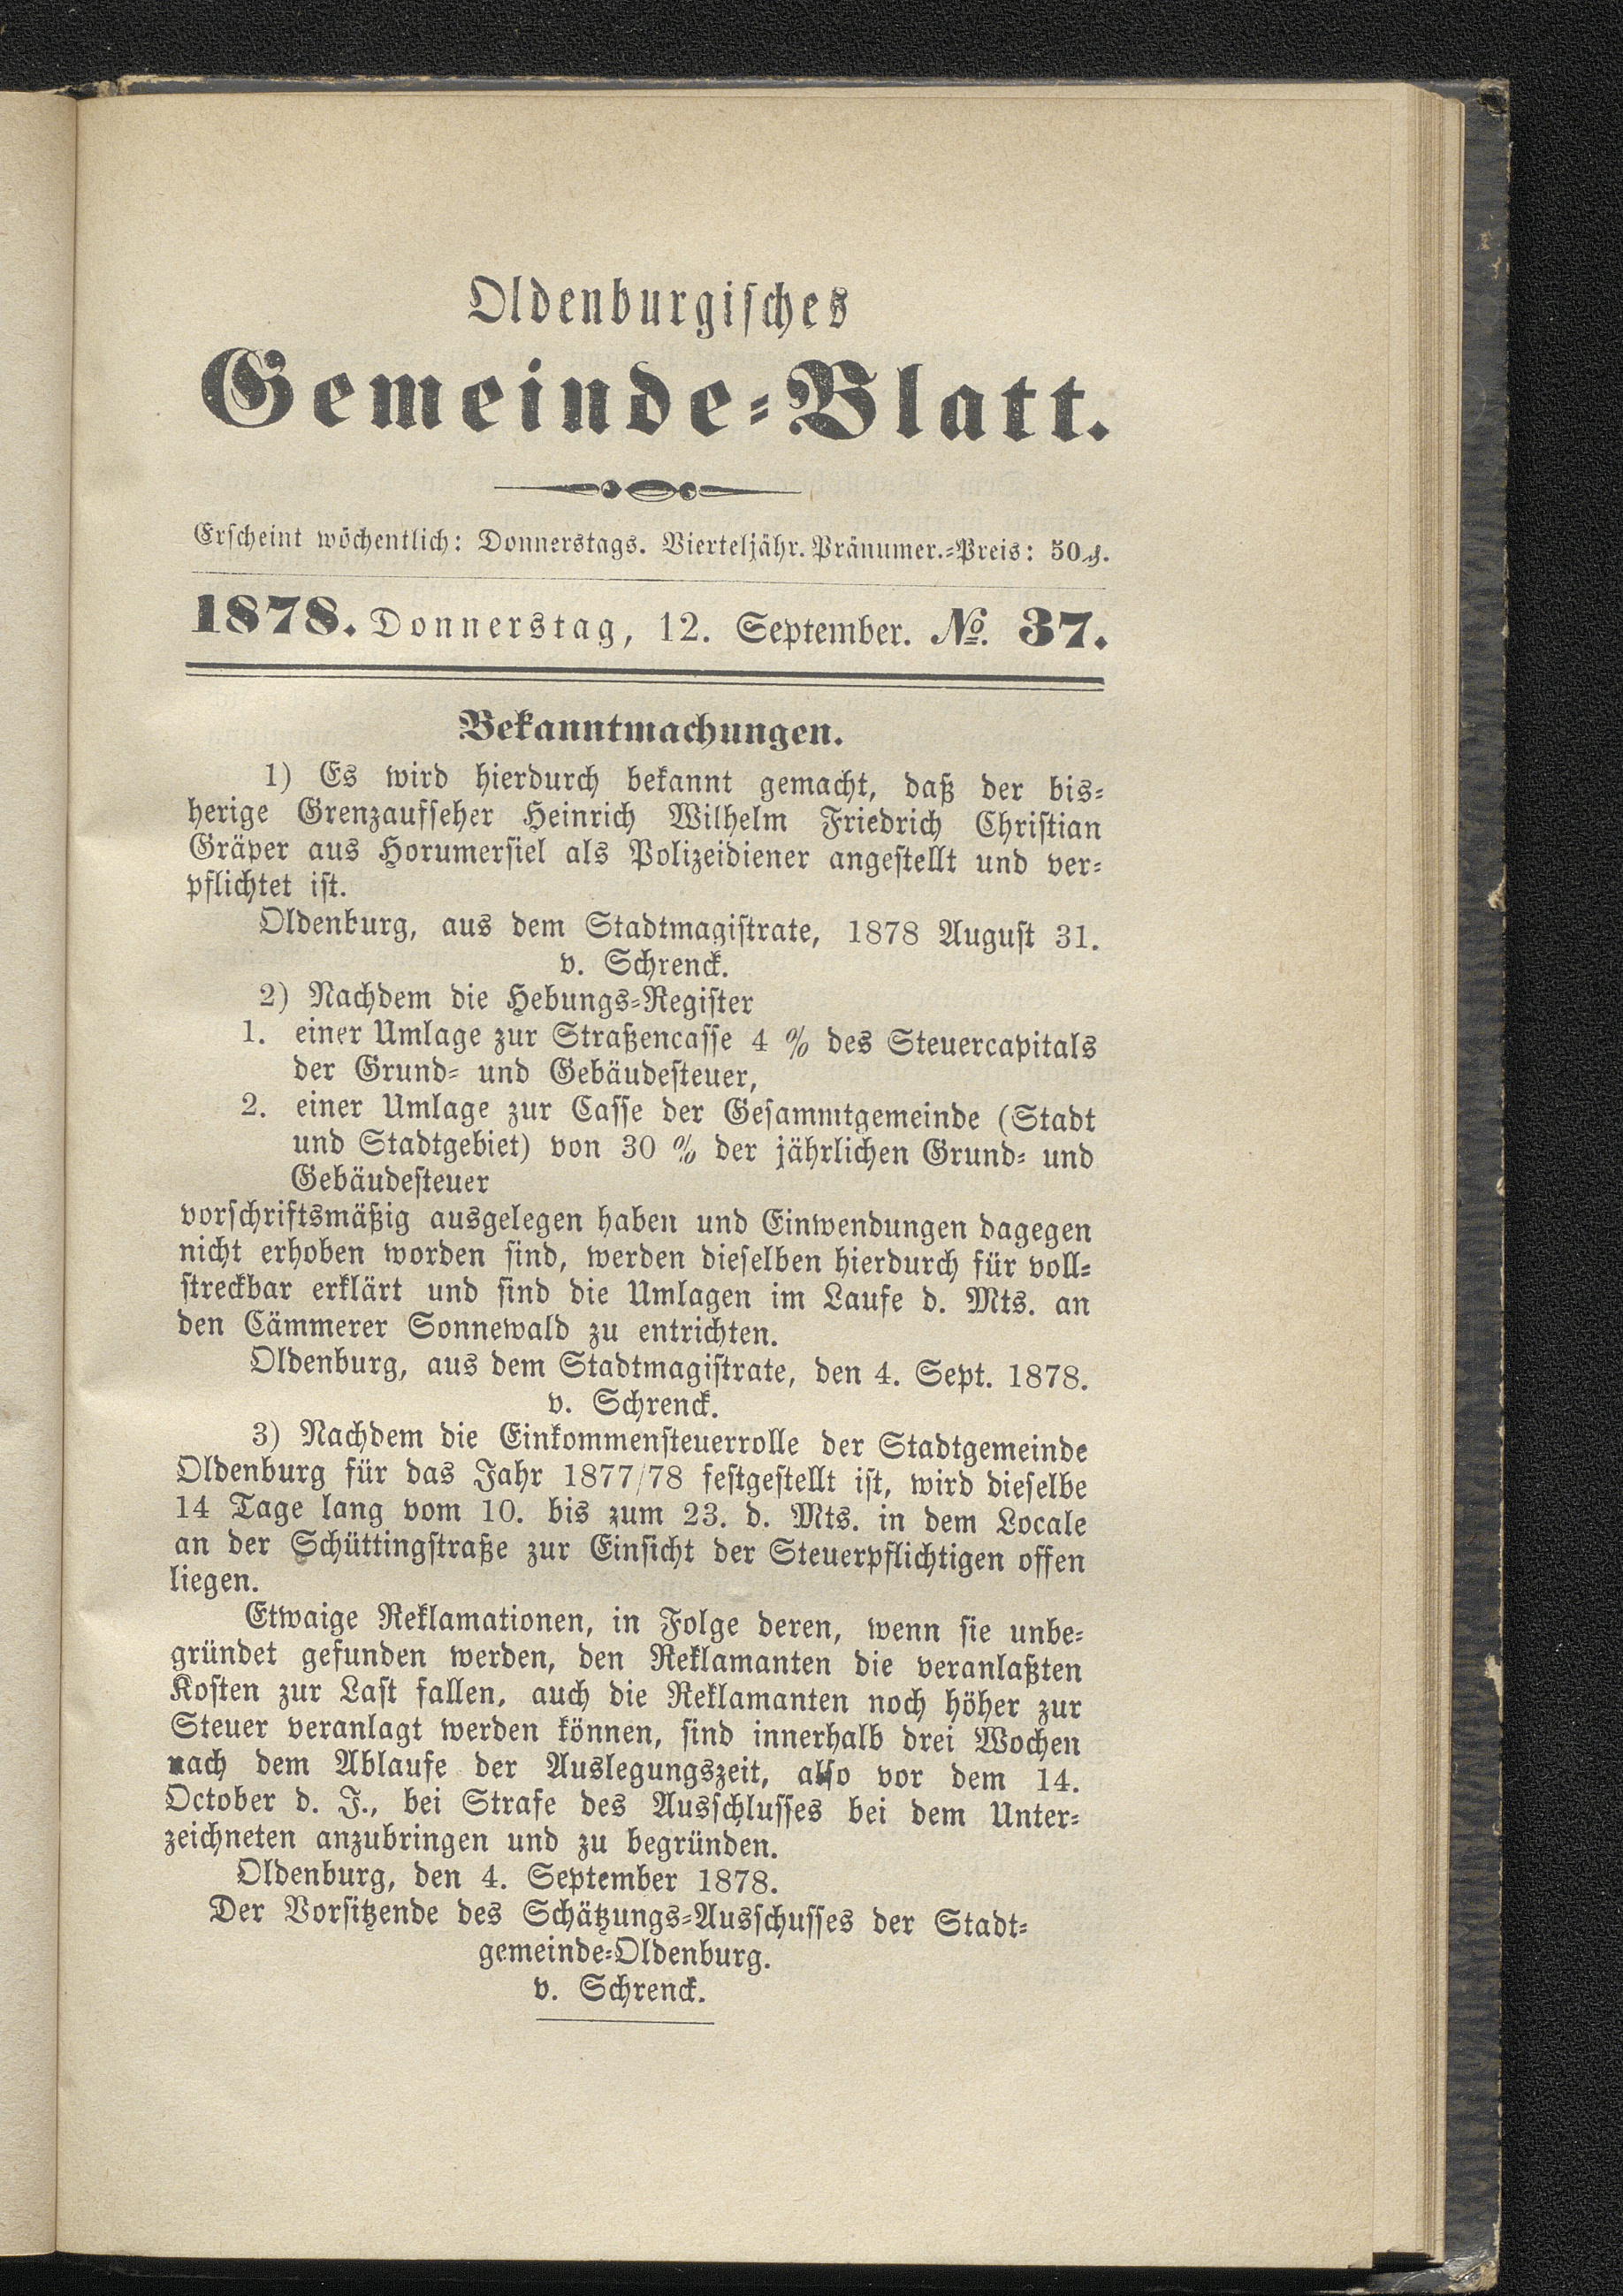 Oldenburgisches
Gemeinde-Blatt.
Erscheint wöchentlich: Donnerstags. Vierteljähr. Pränumer.-Preis: 50 ₰.
1878. Donnerstag, 12. September. № 37.
Bekanntmachungen.
1) Es wird hierdurch bekannt gemacht, daß der bis-
herige Grenzaufseher Heinrich Wilhelm Friedrich Christian
Gräper aus Horumersiel als Polizeidiener angestellt und ver-
pflichtet ist.
Oldenburg, aus dem Stadtmagistrate, 1878 August 31.
v. Schrenck.
2) Nachdem die Hebungs-Register
1. einer Umlage zur Straßencasse 4 % des Steuercapitals
der Grund- und Gebäudesteuer,
2. einer Umlage zur Casse der Gesammtgemeinde (Stadt
und Stadtgebiet) von 30 % der jährlichen Grund- und
Gebäudesteuer
vorschriftsmäßig ausgelegen haben und Einwendungen dagegen
nicht erhoben worden sind, werden dieselben hierdurch für voll-
streckbar erklärt und sind die Umlagen im Laufe d. Mts. an
den Cämmerer Sonnewald zu entrichten.
Oldenburg, aus dem Stadtmagistrate, den 4. Sept. 1878.
v. Schrenck.
3) Nachdem die Einkommensteuerrolle der Stadtgemeinde
Oldenburg für das Jahr 1877/78 festgestellt ist, wird dieselbe
14 Tage lang vom 10. bis zum 23. d. Mts. in dem Locale
an der Schüttingstraße zur Einsicht der Steuerpflichtigen offen
liegen.
Etwaige Reklamationen, in Folge deren, wenn sie unbe-
gründet gefunden werden, den Reklamanten die veranlaßten
Kosten zur Last fallen, auch die Reklamanten noch höher zur
Steuer veranlagt werden können, sind innerhalb drei Wochen
nach dem Ablaufe der Auslegungszeit, also vor dem 14.
October d. J., bei Strafe des Ausschlusses bei dem Unter-
zeichneten anzubringen und zu begründen.
Oldenburg, den 4. September 1878.
Der Vorsitzende des Schätzungs-Ausschusses der Stadt-
gemeinde-Oldenburg.
v. Schrenck.